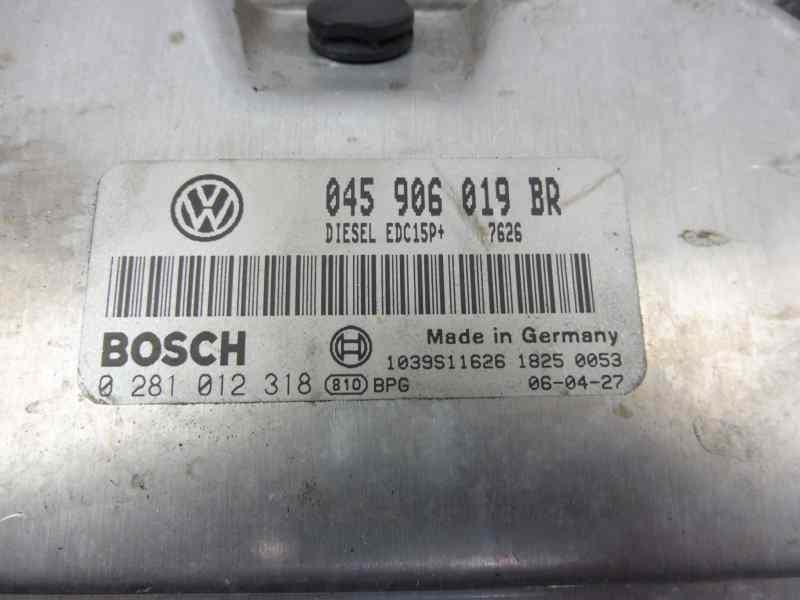 045 906 019 BR
DIESEL EDC15P+ 7626
BOSCH
Made in Germany
1039S11626 1825 0053
0 281 012 318 810 BPG 06-04-27